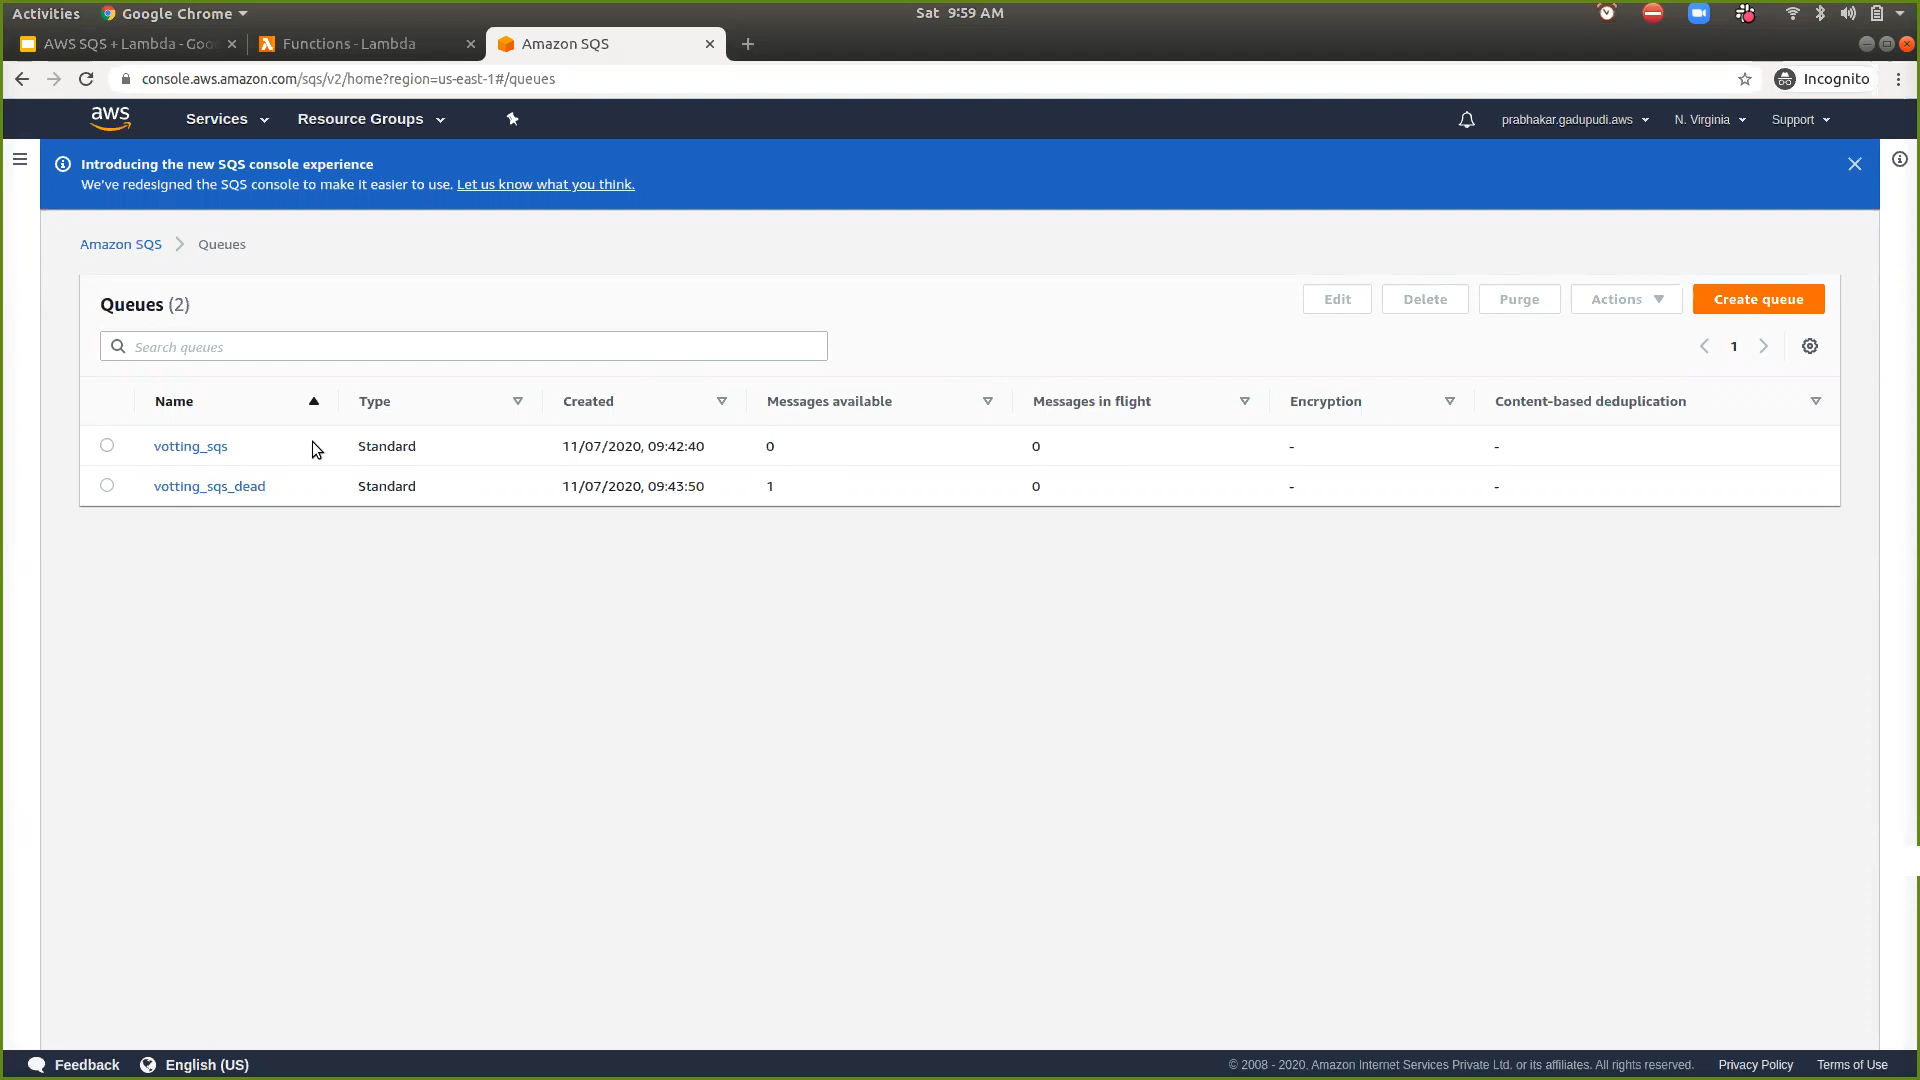 Activities Google Chrome Sat 9:59 AM
AWS SQS + Lambda - Goo Functions - Lambda Amazon SQS
console.aws.amazon.com/sqs/v2/home?region=us-east-1#/queues Incognito
aws Services Resource Groups prabhakar.gadupudi.aws N. Virginia Support
Introducing the new SQS console experience
We've redesigned the SQS console to make it easier to use. Let us know what you think.
Amazon SQS Queues
Queues (2) Edit Delete Purge Actions Create queue
Search queues 1
Name Type Created Messages available Messages in flight Encryption Content-based deduplication
votting_sqs Standard 11/07/2020, 09:42:40 0 0 - -
votting_sqs_dead Standard 11/07/2020, 09:43:50 1 0 - -
Feedback English (US) © 2008 - 2020, Amazon Internet Services Private Ltd. or its affiliates. All rights reserved. Privacy Policy Terms of Use